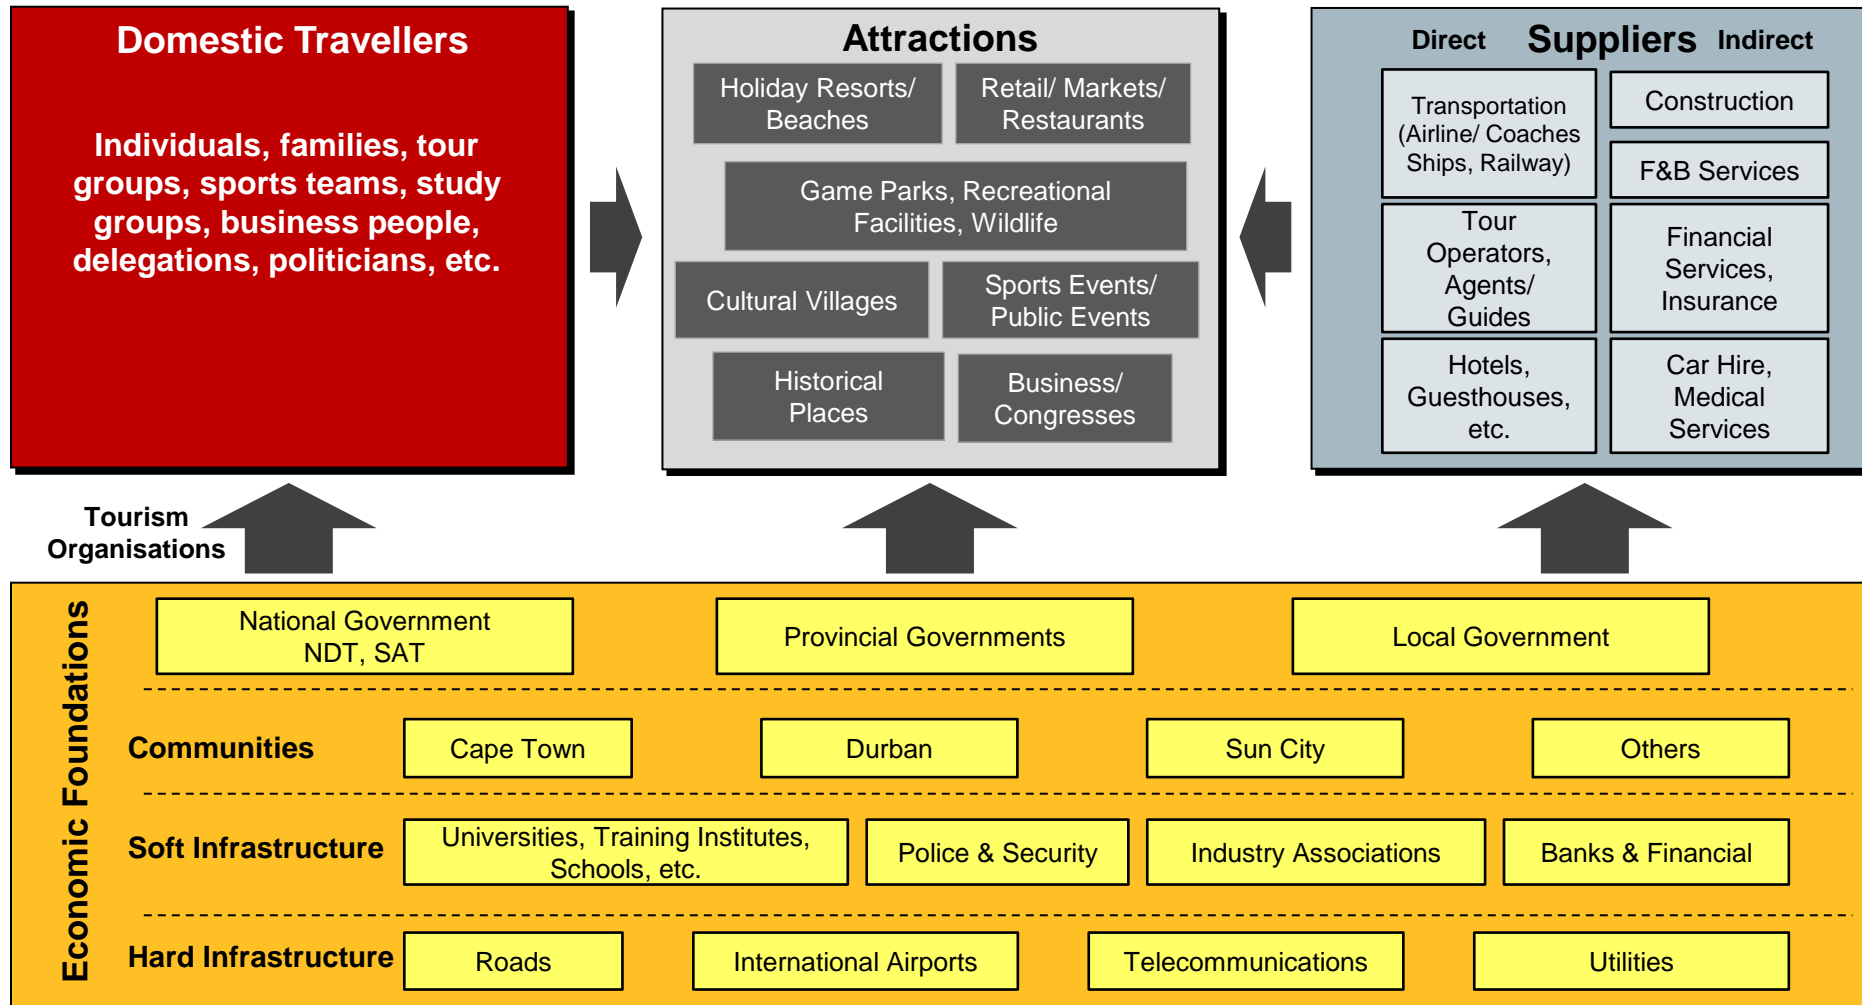 Domestic Travellers
Individuals, families, tour
groups, sports teams, study
groups, business people,
delegations, politicians, etc.
Attractions
Holiday Resorts/
Beaches
Retail/ Markets/
Restaurants
Game Parks, Recreational
Facilities, Wildlife
Cultural Villages
Sports Events/
Public Events
Historical
Places
Business/
Congresses
Direct Suppliers Indirect
Transportation
(Airline/ Coaches
Ships, Railway)
Construction
F&B Services
Tour
Operators,
Agents/
Guides
Financial
Services,
Insurance
Hotels,
Guesthouses,
etc.
Car Hire,
Medical
Services
Tourism
Organisations
Economic Foundations
National Government
NDT, SAT
Provincial Governments
Local Government
Communities
Cape Town
Durban
Sun City
Others
Soft Infrastructure
Universities, Training Institutes,
Schools, etc.
Police & Security
Industry Associations
Banks & Financial
Hard Infrastructure
Roads
International Airports
Telecommunications
Utilities